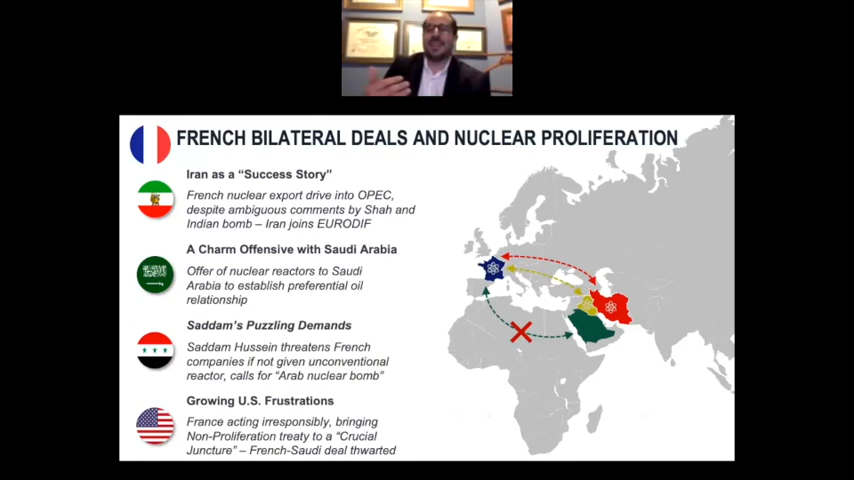 FRENCH BILATERAL DEALS AND NUCLEAR PROLIFERATION
Iran as a “Success Story”
French nuclear export drive into OPEC,
despite ambiguous comments by Shah and
Indian bomb – Iran joins EURODIF
A Charm Offensive with Saudi Arabia
Offer of nuclear reactors to Saudi
Arabia to establish preferential oil
relationship
Saddam's Puzzling Demands
Saddam Hussein threatens French
companies if not given unconventional
reactor, calls for “Arab nuclear bomb”
Growing U.S. Frustrations
France acting irresponsibly, bringing
Non-Proliferation treaty to a “Crucial
Juncture” – French-Saudi deal thwarted